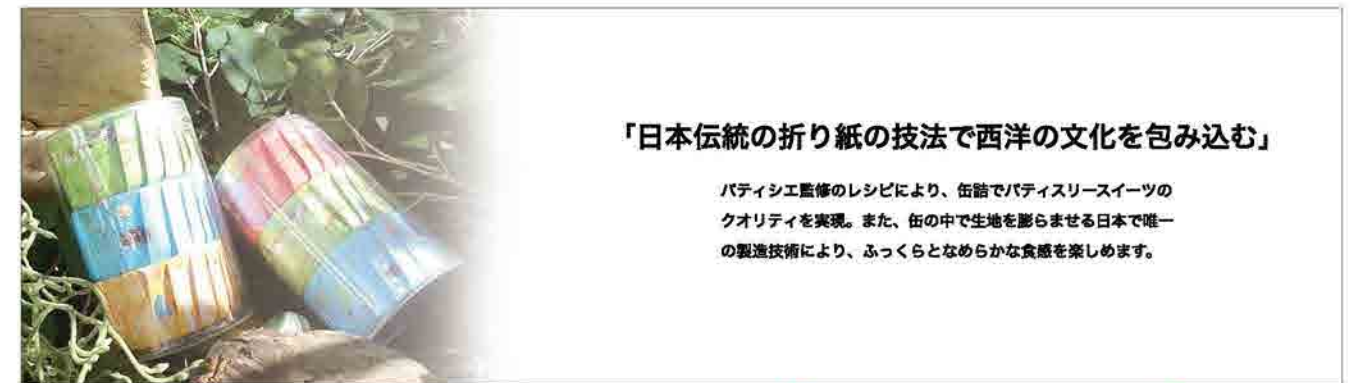 「日本伝統の折り紙の技法で西洋の文化を包み込む」
パティシエ監修のレシピにより、缶詰でパティスリースイーツの
クオリティを実現。また、缶の中で生地を膨らませる日本で唯一
の製造技術により、ふっくらとなめらかな食感を楽しめます。